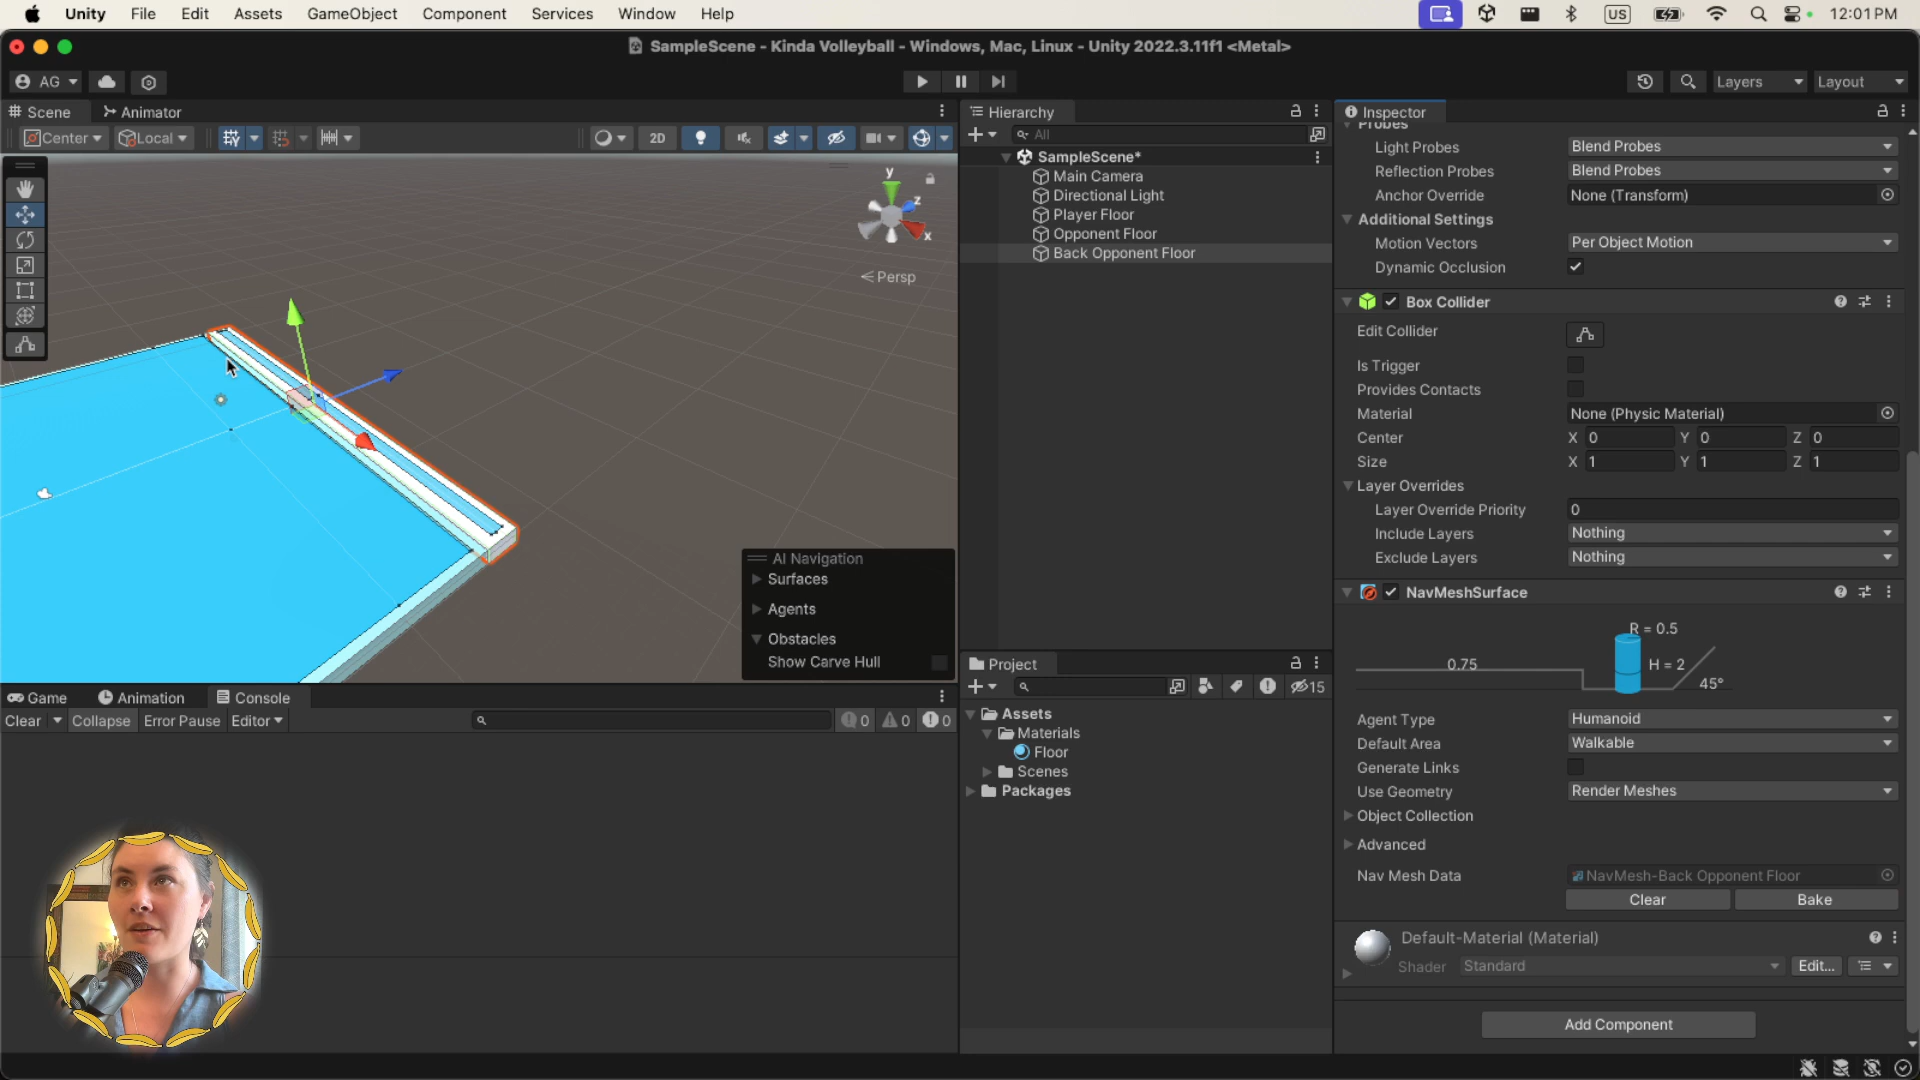 Unity File Edit Assets GameObject Component Services Window Help
US
12:01PM
SampleScene - Kinda Volleyball - Windows, Mac, Linux - Unity 2022.3.11f1 <Metal>
AG
Layers
Layout
Scene
Animator
Center
Local
2D
y
z
x
Persp
AI Navigation
Surfaces
Agents
Obstacles
Show Carve Hull
Game
Animation
Console
Clear
Collapse
Error Pause
Editor
0
0
0
Hierarchy
All
SampleScene*
Main Camera
Directional Light
Player Floor
Opponent Floor
Back Opponent Floor
Project
15
Assets
Materials
Floor
Scenes
Packages
Inspector
Probes
Light Probes Blend Probes
Reflection Probes Blend Probes
Anchor Override None (Transform)
Additional Settings
Motion Vectors Per Object Motion
Dynamic Occlusion
Box Collider
Edit Collider
Is Trigger
Provides Contacts
Material None (Physic Material)
Center X 0 Y 0 Z 0
Size X 1 Y 1 Z 1
Layer Overrides
Layer Override Priority 0
Include Layers Nothing
Exclude Layers Nothing
NavMeshSurface
R = 0.5
0.75
H = 2
45°
Agent Type Humanoid
Default Area Walkable
Generate Links
Use Geometry Render Meshes
Object Collection
Advanced
Nav Mesh Data NavMesh-Back Opponent Floor
Clear Bake
Default-Material (Material)
Shader Standard Edit...
Add Component